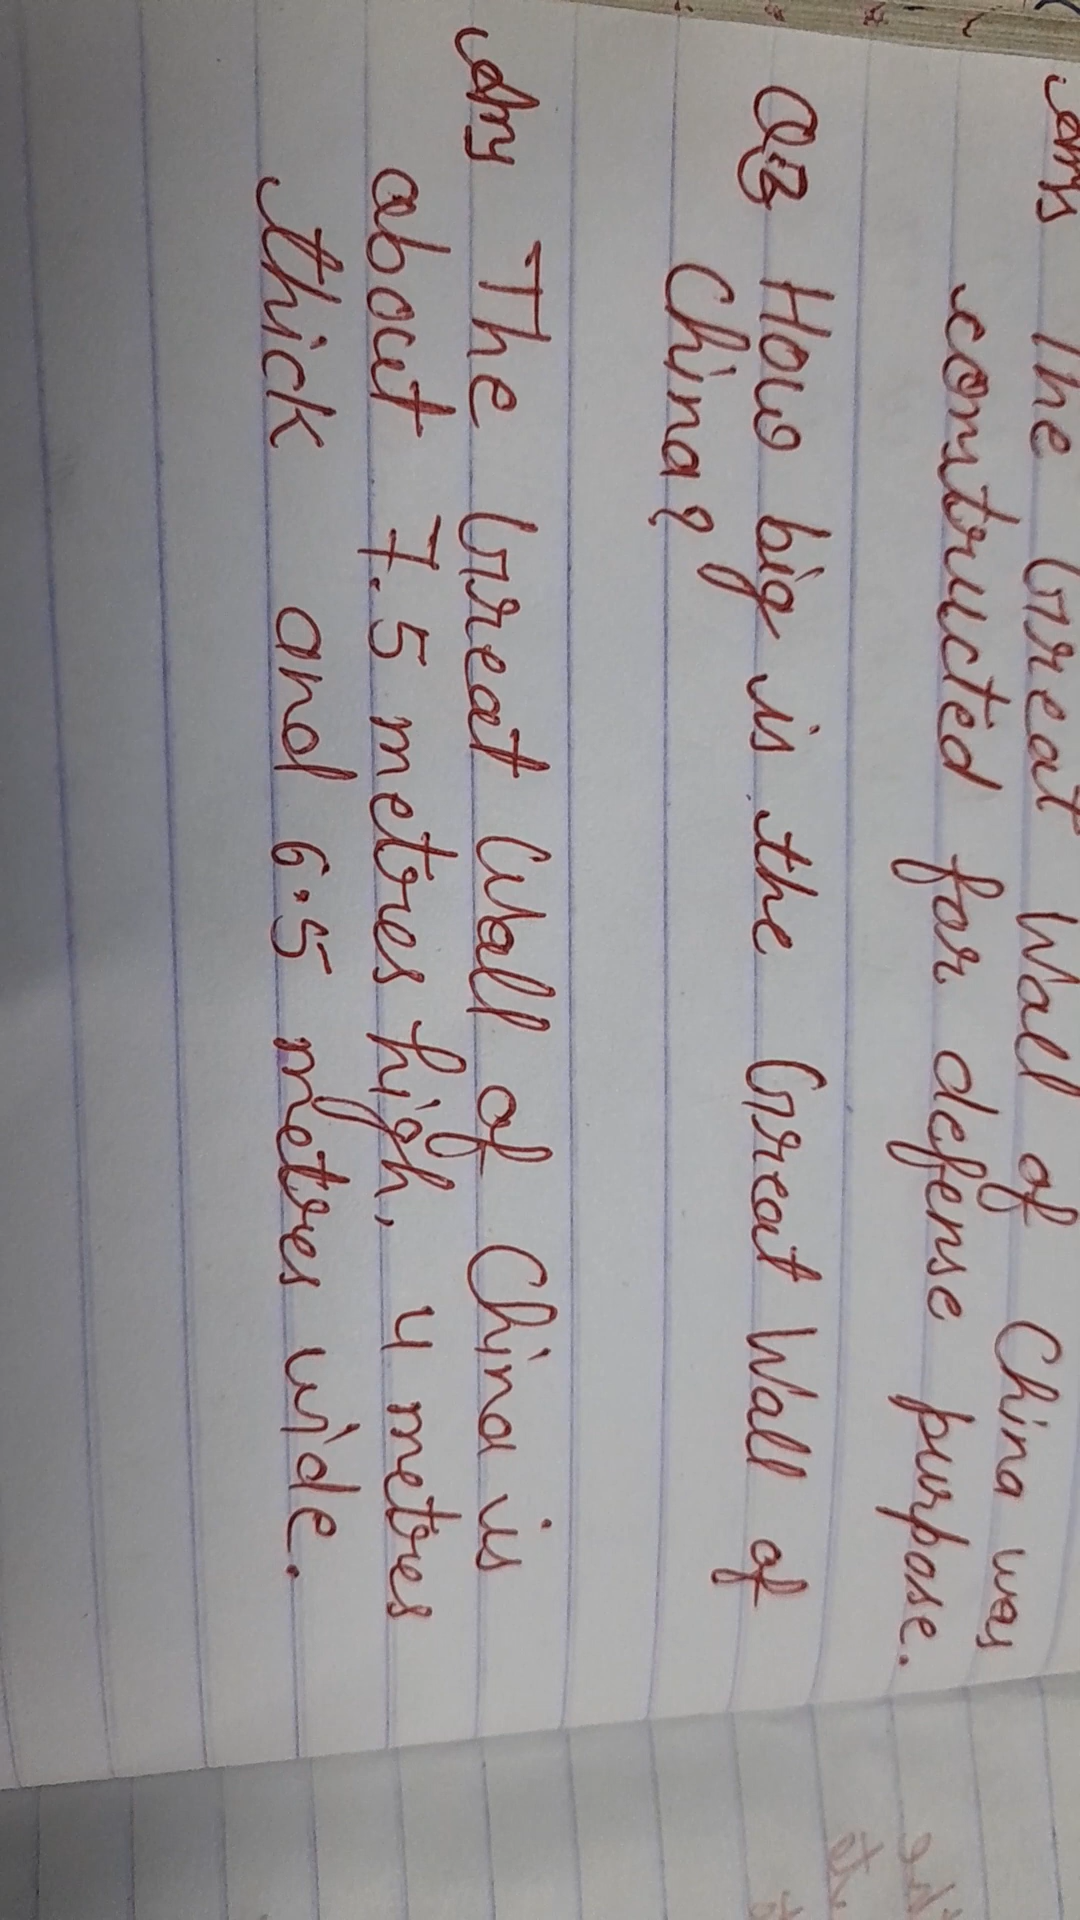 Ans The Great Wall of China was
contructed for defense purpose.
Q3 How big is the Great Wall of
China?
Ans The Great Wall of China is
about 7.5 metres high, 4 metres
thick and 6.5 metres wide.